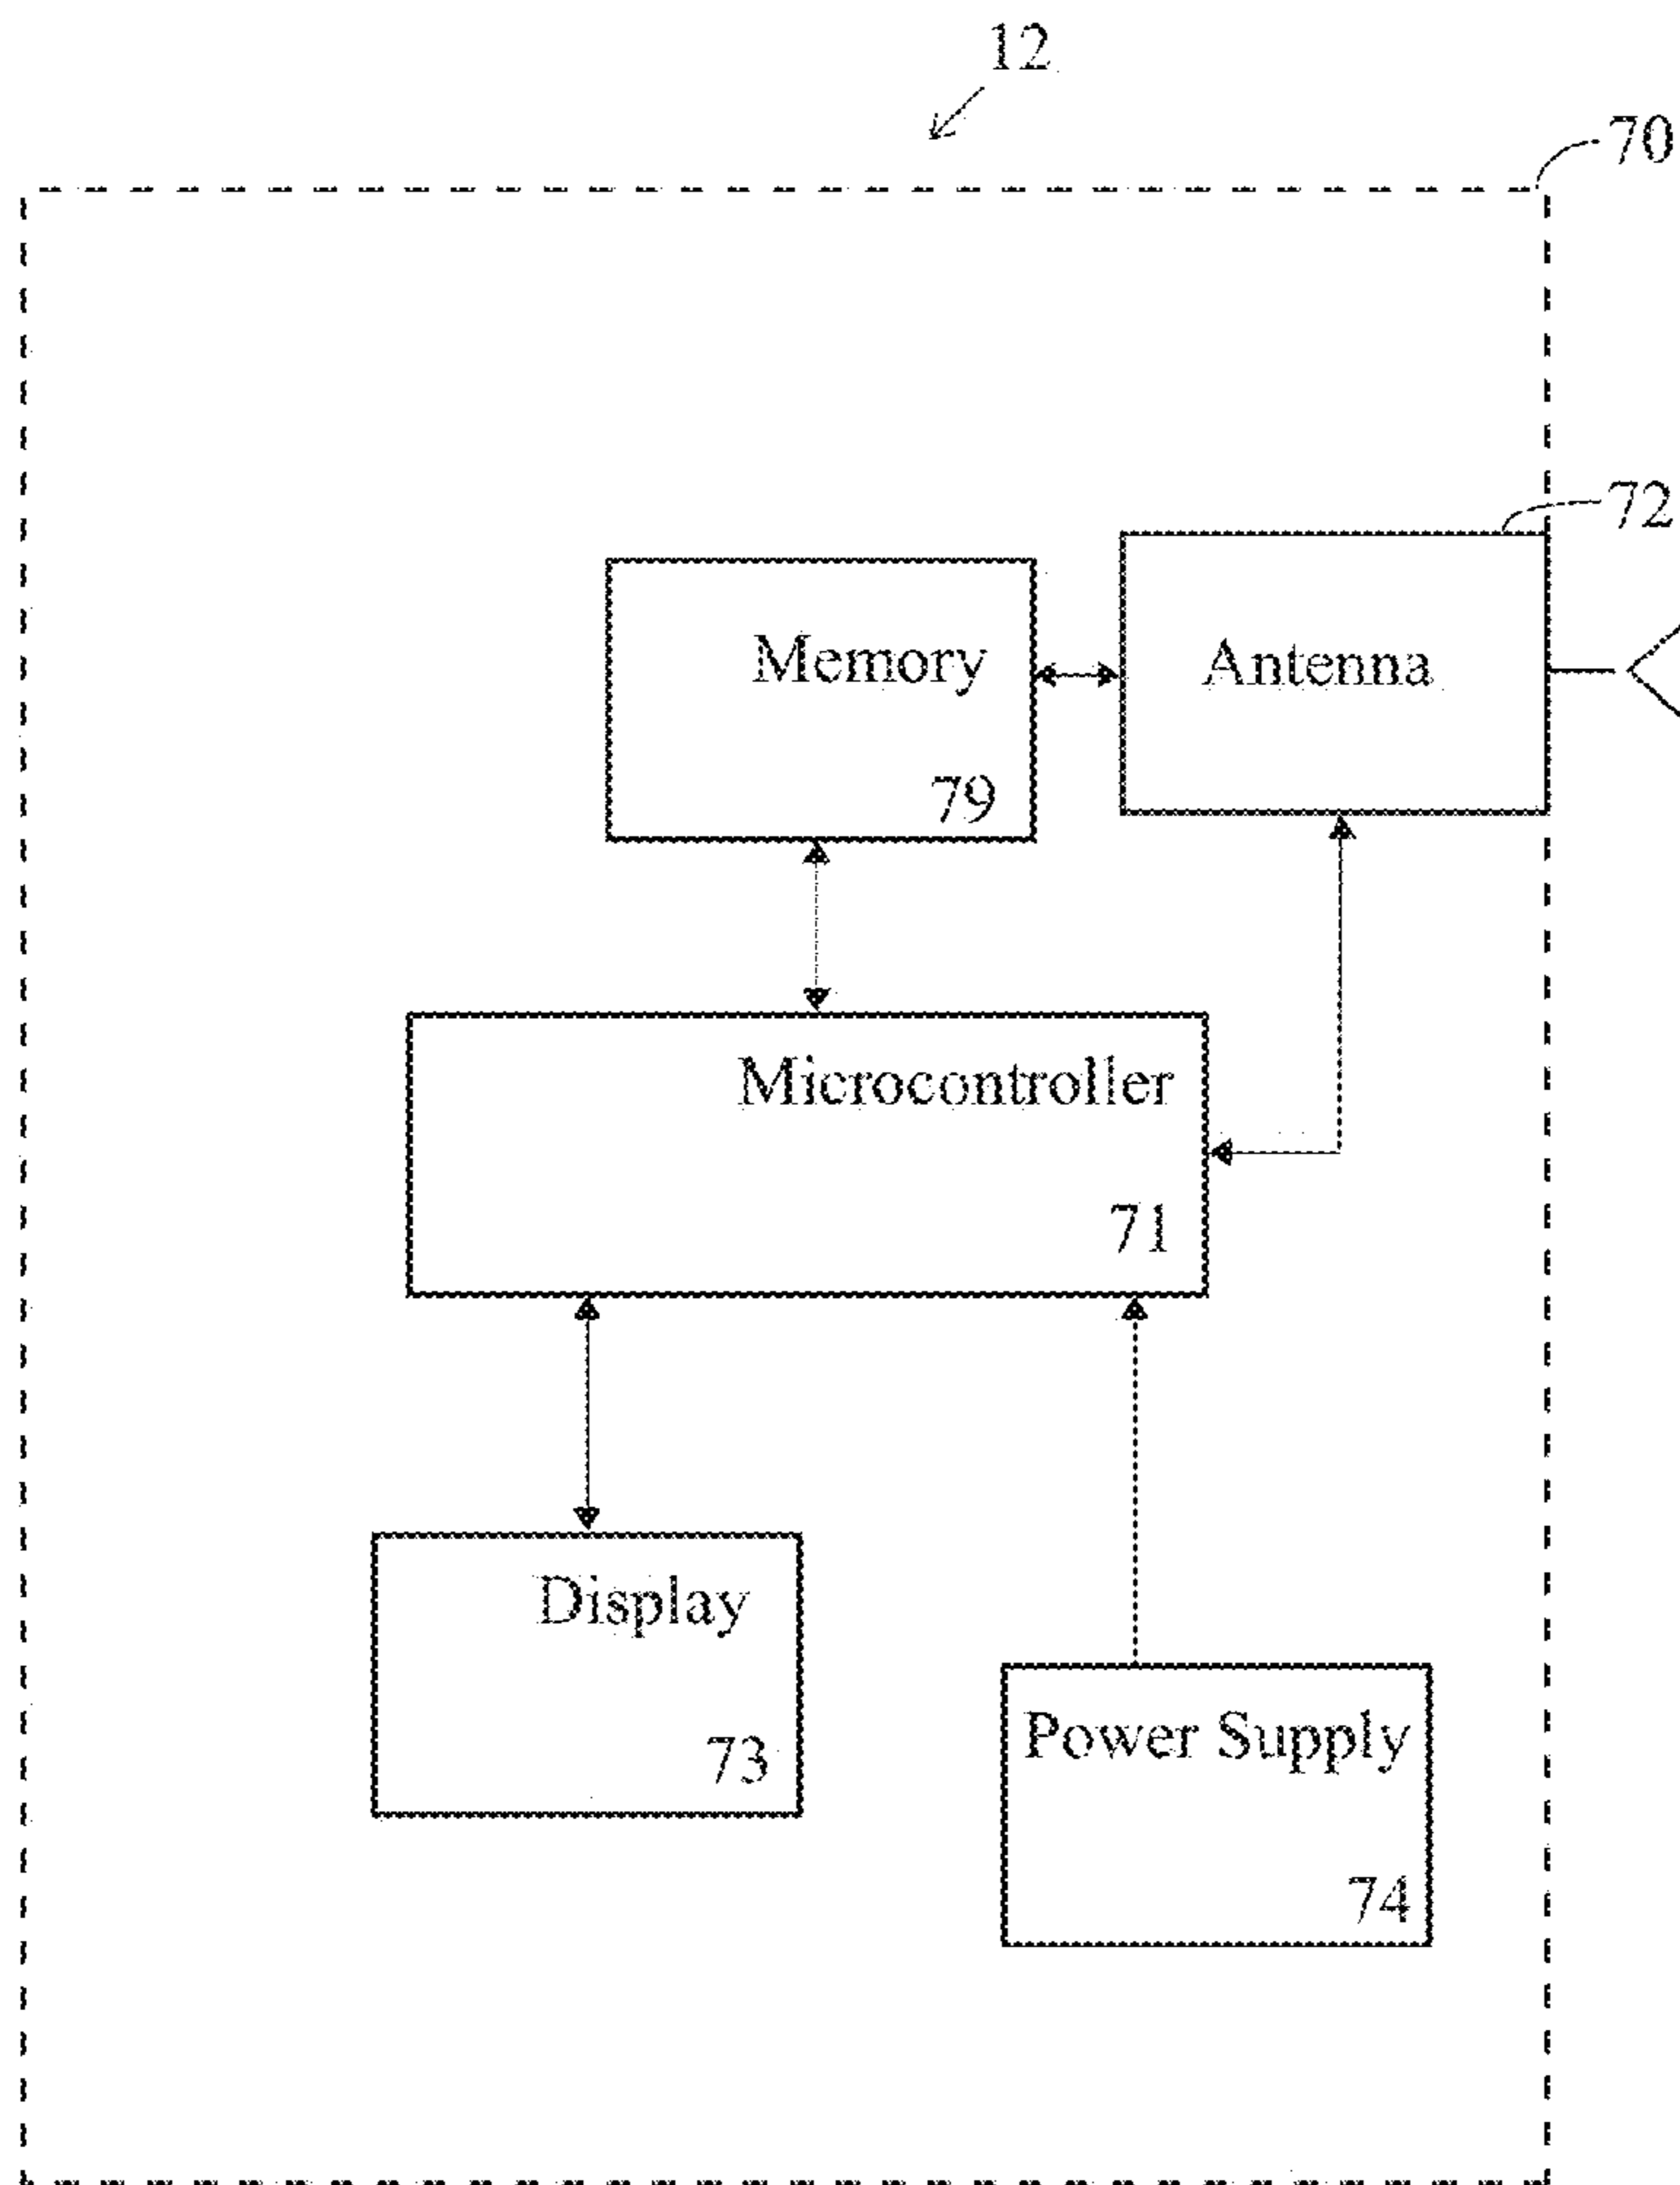 12
70
72
Memory
79
Antenna
Microcontroller
71
Display
73
Power Supply
74